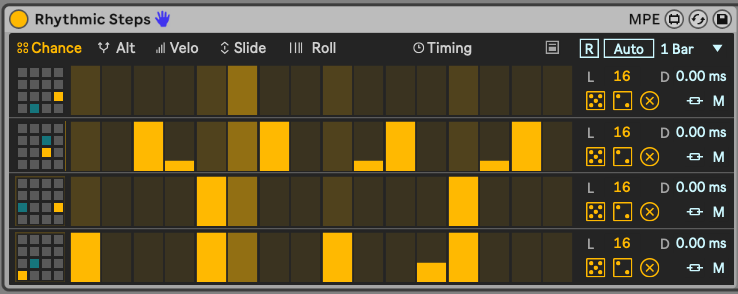 Rhythmic Steps MPE
Chance Alt Velo Slide Roll Timing R Auto 1 Bar
L 16 D 0.00 ms
M
L 16 D 0.00 ms
M
L 16 D 0.00 ms
M
L 16 D 0.00 ms
M